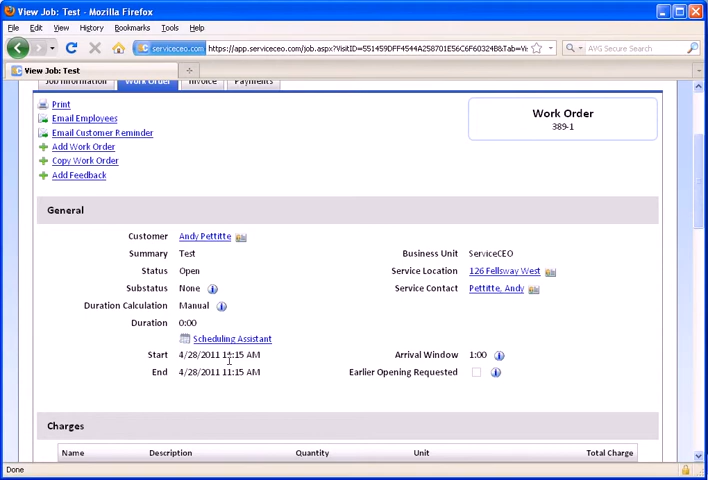 View Job: Test - Mozilla Firefox
File Edit View History Bookmarks Tools Help
serviceceo.com https://app.serviceceo.com/job.aspx?VisitID=551459DFF4544A258701E56C6F60324B&Tab=
AVG Secure Search
View Job: Test
Job Information Work Order Invoice Payments
Print
Email Employees
Email Customer Reminder
Add Work Order
Copy Work Order
Add Feedback
Work Order
389-1
General
Customer Andy Pettitte
Summary Test
Business Unit ServiceCEO
Status Open
Service Location 126 Fellsway West
Substatus None
Service Contact Pettitte, Andy
Duration Calculation Manual
Duration 0:00
Scheduling Assistant
Start 4/28/2011 11:15 AM
Arrival Window 1:00
End 4/28/2011 11:15 AM
Earlier Opening Requested
Charges
Name Description Quantity Unit Total Charge
Done